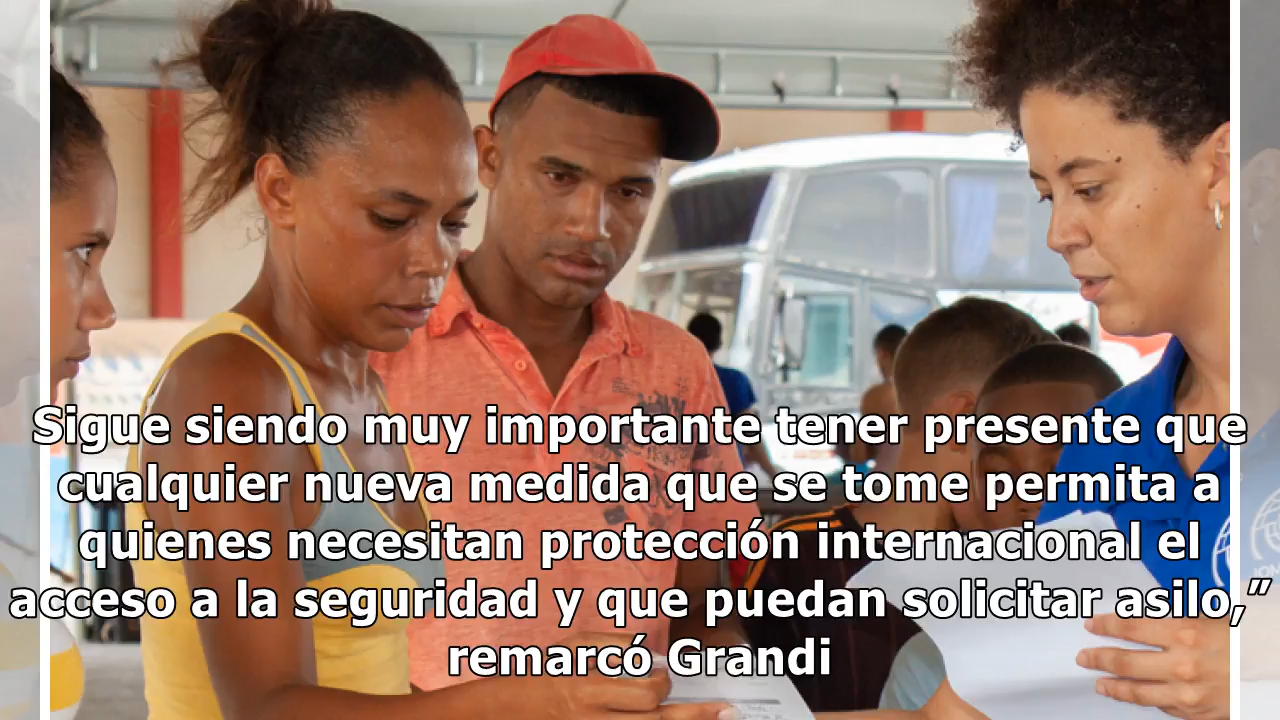 Sigue siendo muy importante tener presente que
cualquier nueva medida que se tome permita a
quienes necesitan protección internacional el
acceso a la seguridad y que puedan solicitar asilo,”
remarcó Grandi